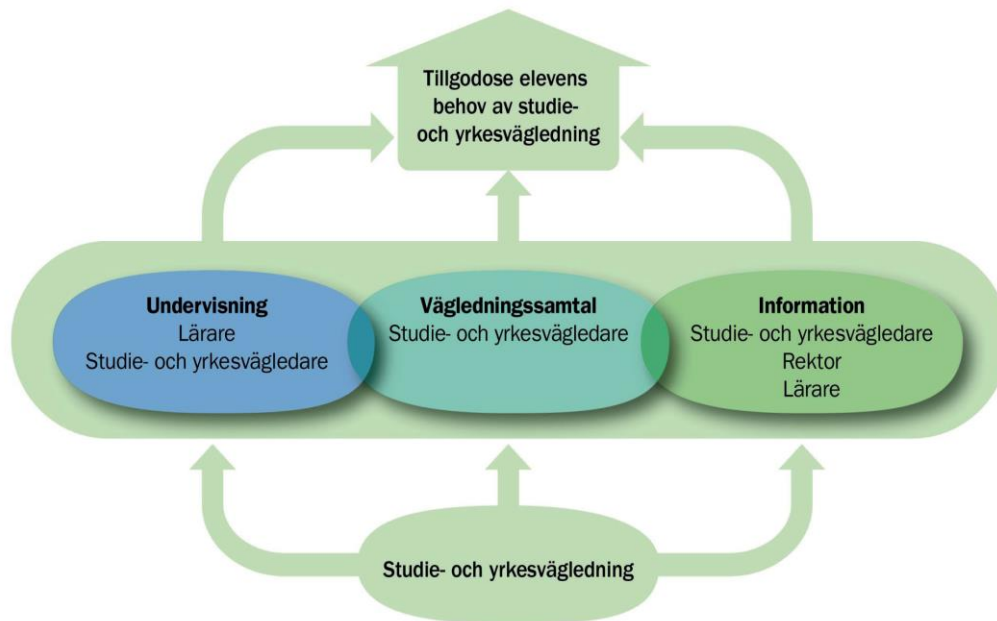 Tillgodose elevens
behov av studie-
och yrkesvägledning
Undervisning
Lärare
Studie- och yrkesvägledare
Vägledningssamtal
Studie- och yrkesvägledare
Information
Studie- och yrkesvägledare
Rektor
Lärare
Studie- och yrkesvägledning